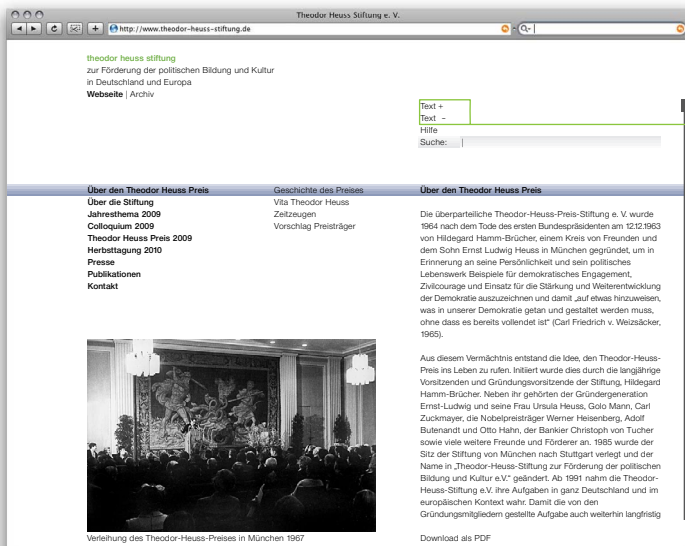 Theodor Heuss Stiftung e. V.
http://www.theodor-heuss-stiftung.de
theodor heuss stiftung
zur Förderung der politischen Bildung und Kultur
in Deutschland und Europa
Webseite | Archiv
Text +
Text –
Hilfe
Suche:
Über den Theodor Heuss Preis
Über die Stiftung
Jahresthema 2009
Colloquium 2009
Theodor Heuss Preis 2009
Herbsttagung 2010
Presse
Publikationen
Kontakt
Geschichte des Preises
Vita Theodor Heuss
Zeitzeugen
Vorschlag Preisträger
Über den Theodor Heuss Preis
Die überparteiliche Theodor-Heuss-Preis-Stiftung e. V. wurde
1964 nach dem Tode des ersten Bundespräsidenten am 12.12.1963
von Hildegard Hamm-Brücher, einem Kreis von Freunden und
dem Sohn Ernst Ludwig Heuss in München gegründet, um in
Erinnerung an seine Persönlichkeit und sein politisches
Lebenswerk Beispiele für demokratisches Engagement,
Zivilcourage und Einsatz für die Stärkung und Weiterentwicklung
der Demokratie auszuzeichnen und damit „auf etwas hinzuweisen,
was in unserer Demokratie getan und gestaltet werden muss,
ohne dass es bereits vollendet ist“ (Carl Friedrich v. Weizsäcker,
1965).
Aus diesem Vermächtnis entstand die Idee, den Theodor-Heuss-
Preis ins Leben zu rufen. Initiiert wurde dies durch die langjährige
Vorsitzenden und Gründungsvorsitzende der Stiftung, Hildegard
Hamm-Brücher. Neben ihr gehörten der Gründergeneration
Ernst-Ludwig und seine Frau Ursula Heuss, Golo Mann, Carl
Zuckmayer, die Nobelpreisträger Werner Heisenberg, Adolf
Butenandt und Otto Hahn, der Bankier Christoph von Tucher
sowie viele weitere Freunde und Förderer an. 1985 wurde der
Sitz der Stiftung von München nach Stuttgart verlegt und der
Name in „Theodor-Heuss-Stiftung zur Förderung der politischen
Bildung und Kultur e.V.“ geändert. Ab 1991 nahm die Theodor-
Heuss-Stiftung e.V. ihre Aufgaben in ganz Deutschland und im
europäischen Kontext wahr. Damit die von den
Gründungsmitgliedern gestellte Aufgabe auch weiterhin langfristig
Verleihung des Theodor-Heuss-Preises in München 1967
Download als PDF